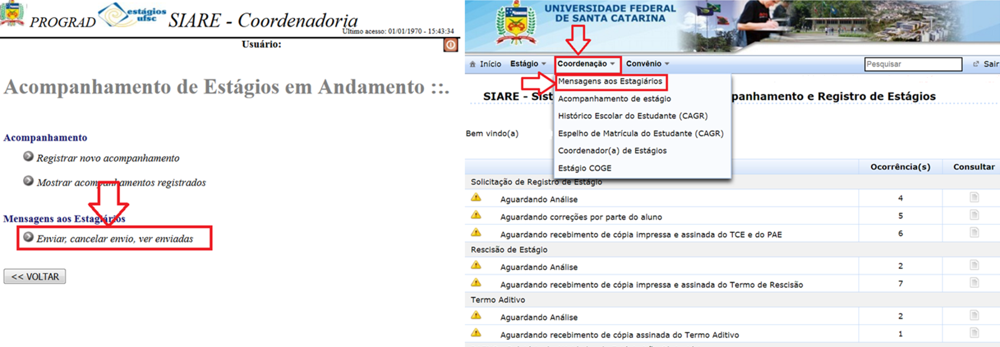 PROGRAD
estágios
ufsc
SIARE - Coordenadoria
Último acesso: 01/01/1970 - 15:43:34
Usuário:
Acompanhamento de Estágios em Andamento ::.
Acompanhamento
Registrar novo acompanhamento
Mostrar acompanhamentos registrados
Mensagens aos Estagiários
Enviar, cancelar envio, ver enviadas
<< VOLTAR
UNIVERSIDADE FEDERAL
DE SANTA CATARINA
Início Estágio Coordenação Convênio Pesquisar Sair
Mensagens aos Estagiários
Acompanhamento de estágio
Histórico Escolar do Estudante (CAGR)
Espelho de Matrícula do Estudante (CAGR)
Coordenador(a) de Estágios
Estágio COGE
SIARE - Sist panhamento e Registro de Estágios
Bem vindo(a)
Ocorrência(s) Consultar
Solicitação de Registro de Estágio
Aguardando Análise 4
Aguardando correções por parte do aluno 5
Aguardando recebimento de cópia impressa e assinada do TCE e do PAE 6
Rescisão de Estágio
Aguardando Análise 2
Aguardando recebimento de cópia impressa e assinada do Termo de Rescisão 7
Termo Aditivo
Aguardando Análise 2
Aguardando recebimento de cópia assinada do Termo Aditivo 1